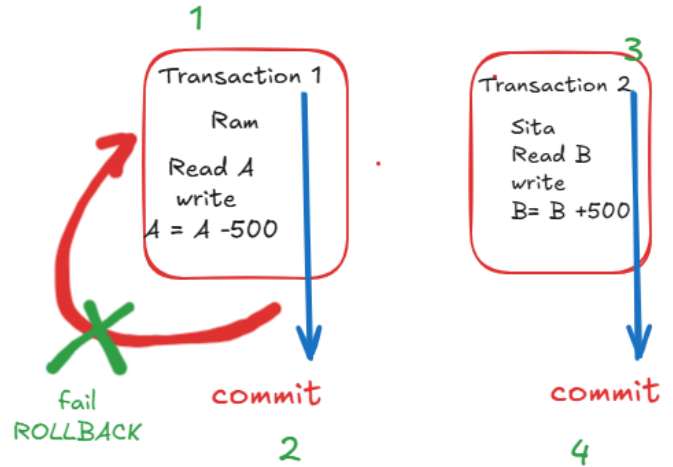 1
Transaction 1
Ram
Read A
write
A = A -500
commit
2
fail
ROLLBACK
3
Transaction 2
Sita
Read B
write
B= B +500
commit
4